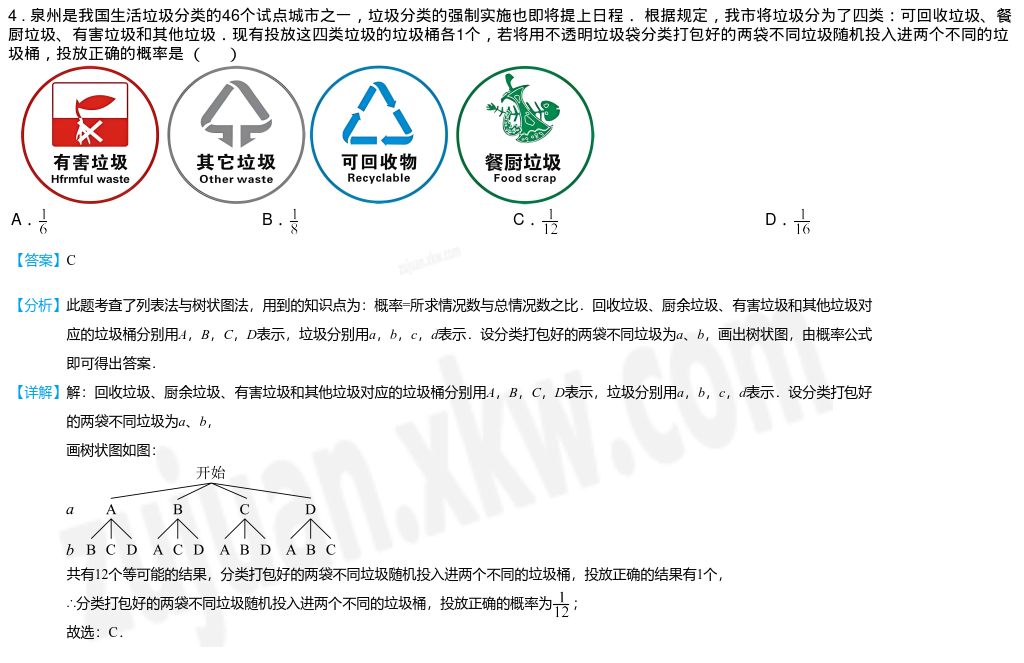 4．泉州是我国生活垃圾分类的46个试点城市之一，垃圾分类的强制实施也即将提上日程． 根据规定，我市将垃圾分为了四类：可回收垃圾、餐
厨垃圾、有害垃圾和其他垃圾．现有投放这四类垃圾的垃圾桶各1个，若将用不透明垃圾袋分类打包好的两袋不同垃圾随机投入进两个不同的垃
圾桶，投放正确的概率是（　　）
有害垃圾 其它垃圾 可回收物 餐厨垃圾
Hfrmful waste Other waste Recyclable Food scrap
A．1/6 B．1/8 C．1/12 D．1/16
【答案】C
【分析】此题考查了列表法与树状图法，用到的知识点为：概率=所求情况数与总情况数之比．回收垃圾、厨余垃圾、有害垃圾和其他垃圾对
应的垃圾桶分别用A，B，C，D表示，垃圾分别用a，b，c，d表示．设分类打包好的两袋不同垃圾为a、b，画出树状图，由概率公式
即可得出答案．
【详解】解：回收垃圾、厨余垃圾、有害垃圾和其他垃圾对应的垃圾桶分别用A，B，C，D表示，垃圾分别用a，b，c，d表示．设分类打包好
的两袋不同垃圾为a、b，
画树状图如图：
开始
a A B C D
b B C D A C D A B D A B C
共有12个等可能的结果，分类打包好的两袋不同垃圾随机投入进两个不同的垃圾桶，投放正确的结果有1个，
∴分类打包好的两袋不同垃圾随机投入进两个不同的垃圾桶，投放正确的概率为1/12；
故选：C．
zujuan.xkw.com
zujuan.xkw.com